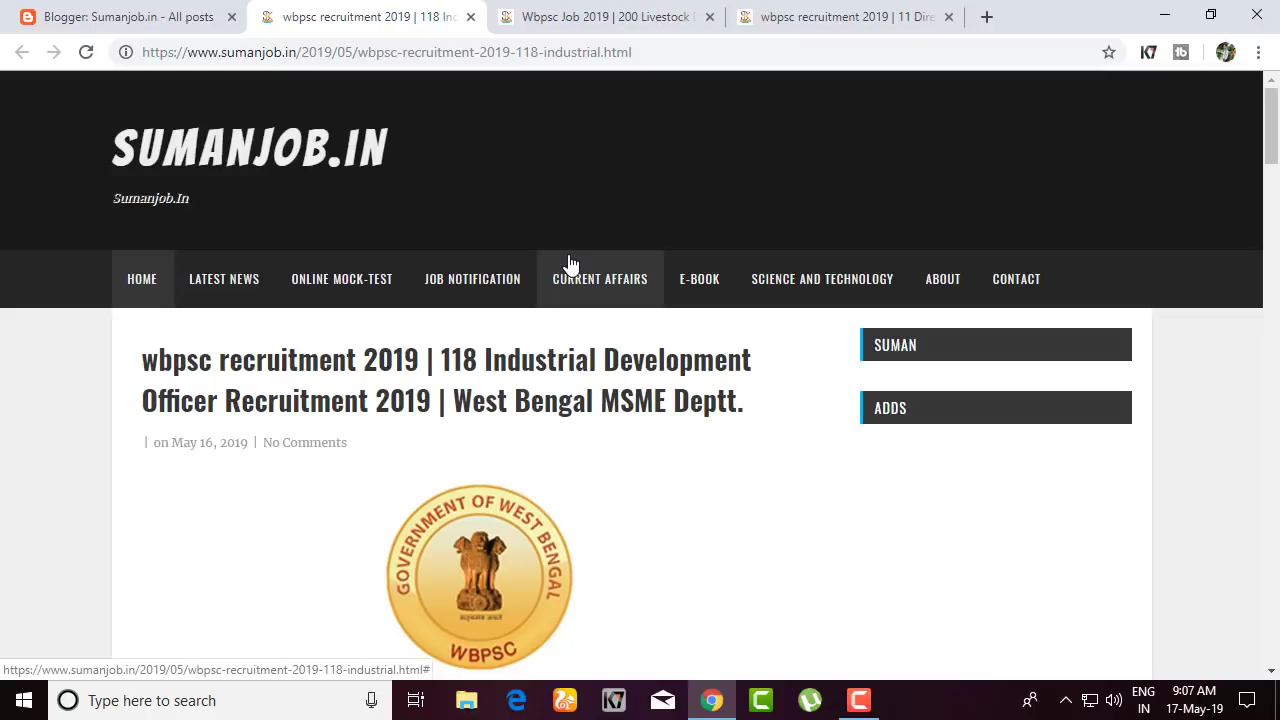 Blogger: Sumanjob.in - All posts
wbpsc recruitment 2019 | 118 Inc
Wbpsc Job 2019 | 200 Livestock D
wbpsc recruitment 2019 | 11 Dire
https://www.sumanjob.in/2019/05/wbpsc-recruitment-2019-118-industrial.html
K7
tb
SUMANJOB.IN
Sumanjob.In
HOME LATEST NEWS ONLINE MOCK-TEST JOB NOTIFICATION CURRENT AFFAIRS E-BOOK SCIENCE AND TECHNOLOGY ABOUT CONTACT
wbpsc recruitment 2019 | 118 Industrial Development
Officer Recruitment 2019 | West Bengal MSME Deptt.
| on May 16, 2019 | No Comments
SUMAN
ADDS
GOVERNMENT OF WEST BENGAL
WBPSC
https://www.sumanjob.in/2019/05/wbpsc-recruitment-2019-118-industrial.html#
Type here to search
ENG
IN
9:07 AM
17-May-19